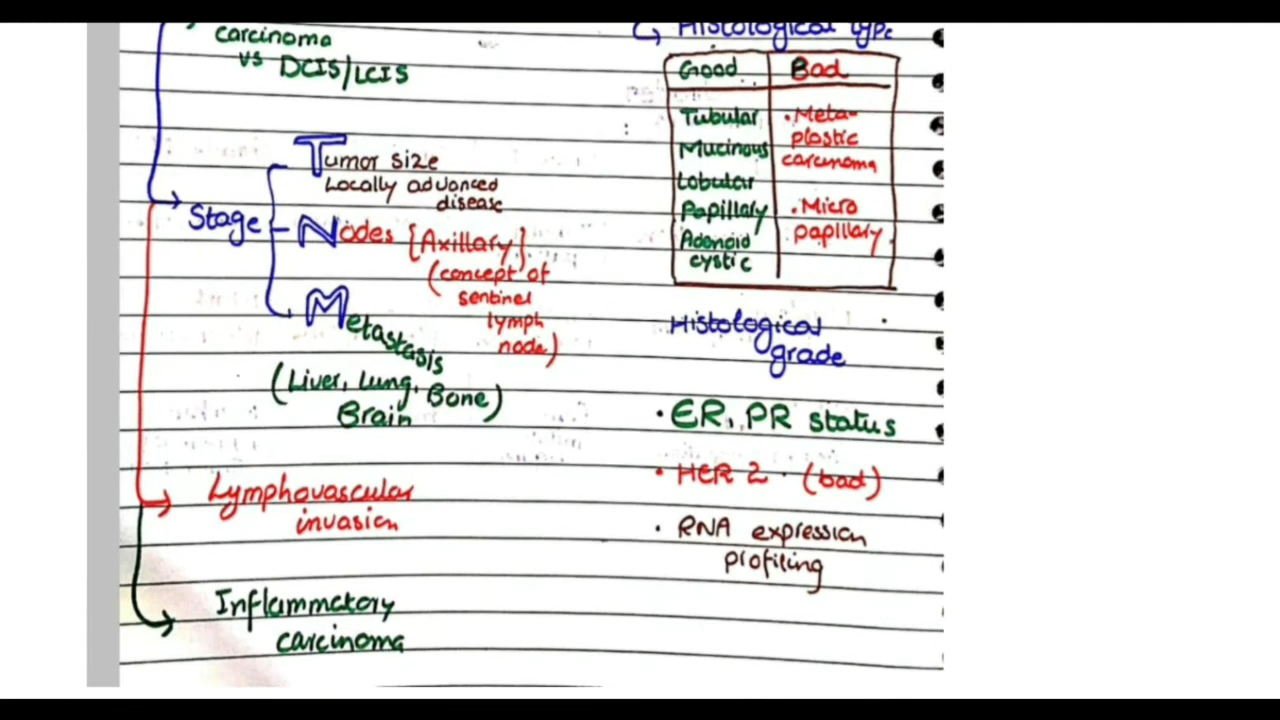 carcinoma
vs DCIS/LCIS
Stage
Tumor size
Locally advanced
disease
Nodes [Axillary]
(concept of
sentinel
lymph
node)
Metastasis
(Liver, Lung, Bone)
Brain
Lymphovascular
invasion
Inflammatory
carcinoma
Histological type
Good
Bad
Tubular
Mucinous
Lobular
Papillary
Adenoid
cystic
. Meta-
plastic
carcinoma
. Micro
papillary
Histological
grade
• ER, PR status
• HER 2 (bad)
• RNA expression
profiling